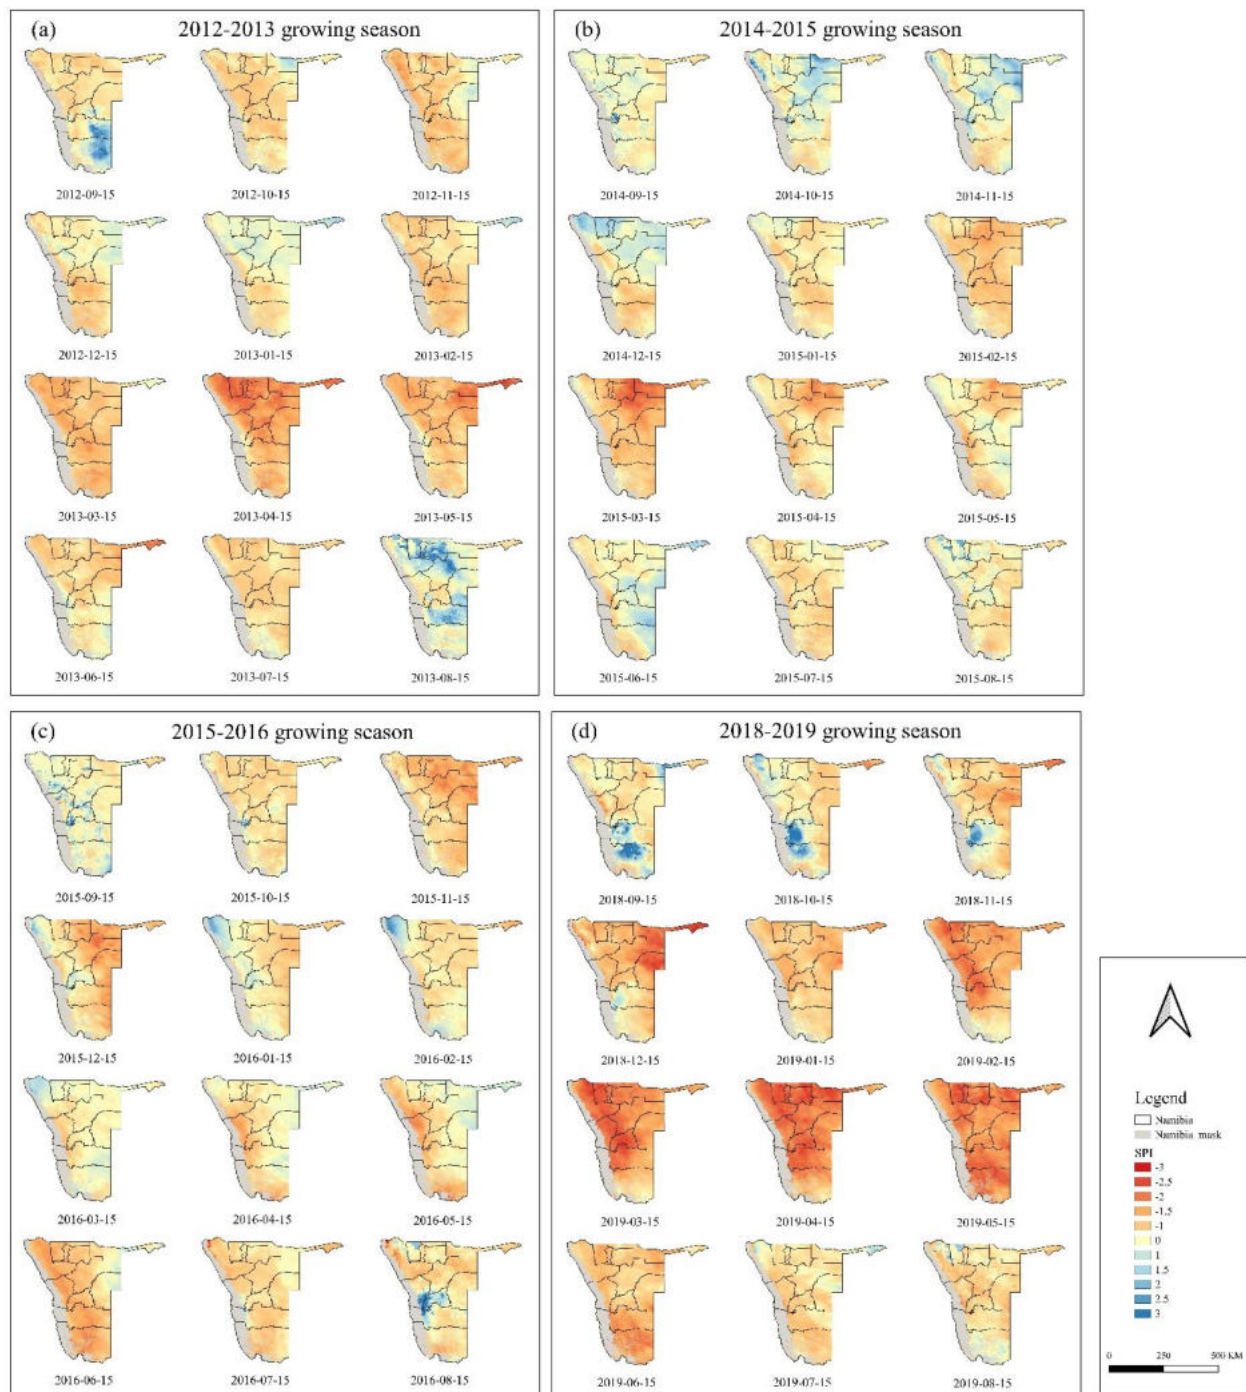 (a) 2012-2013 growing season
2012-09-15 2012-10-15 2012-11-15
2012-12-15 2013-01-15 2013-02-15
2013-03-15 2013-04-15 2013-05-15
2013-06-15 2013-07-15 2013-08-15
(b) 2014-2015 growing season
2014-09-15 2014-10-15 2014-11-15
2014-12-15 2015-01-15 2015-02-15
2015-03-15 2015-04-15 2015-05-15
2015-06-15 2015-07-15 2015-08-15
(c) 2015-2016 growing season
2015-09-15 2015-10-15 2015-11-15
2015-12-15 2016-01-15 2016-02-15
2016-03-15 2016-04-15 2016-05-15
2016-06-15 2016-07-15 2016-08-15
(d) 2018-2019 growing season
2018-09-15 2018-10-15 2018-11-15
2018-12-15 2019-01-15 2019-02-15
2019-03-15 2019-04-15 2019-05-15
2019-06-15 2019-07-15 2019-08-15
Legend
Namibia
Namibia mask
SPI
-3
-2.5
-2
-1.5
-1
0
1
1.5
2
2.5
3
0 250 500 KM